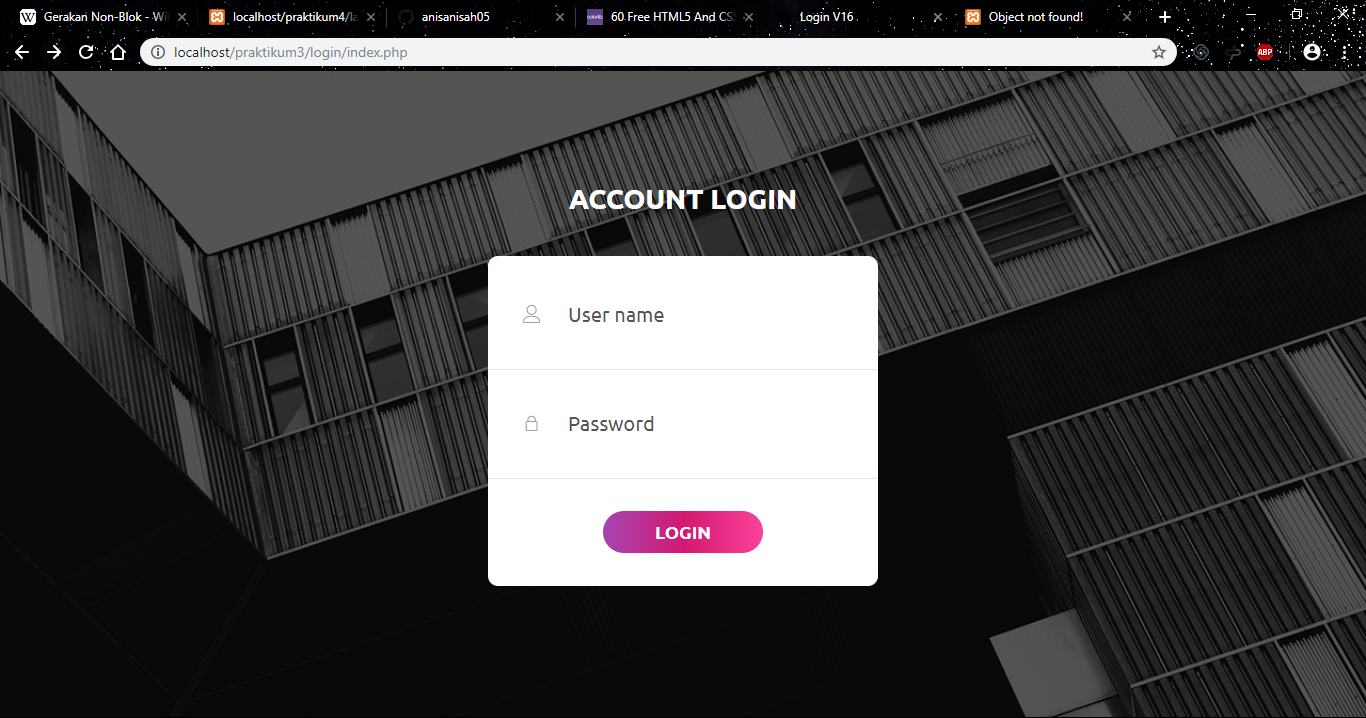 Gerakan Non-Blok - Wi
localhost/praktikum4/la
anisanisah05
60 Free HTML5 And CSS
Login V16
Object not found!
localhost/praktikum3/login/index.php
ABP
ACCOUNT LOGIN
User name
Password
LOGIN